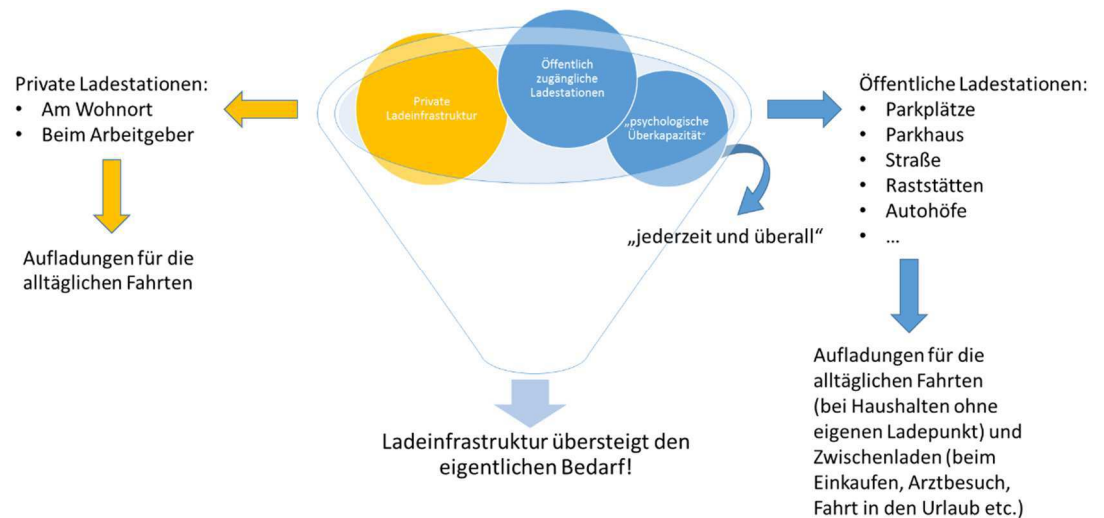 Private Ladestationen:
• Am Wohnort
• Beim Arbeitgeber
Aufladungen für die
alltäglichen Fahrten
Private
Ladeinfrastruktur
Öffentlich
zugängliche
Ladestationen
„psychologische
Überkapazität“
„jederzeit und überall“
Ladeinfrastruktur übersteigt den
eigentlichen Bedarf!
Öffentliche Ladestationen:
• Parkplätze
• Parkhaus
• Straße
• Raststätten
• Autohöfe
• ...
Aufladungen für die
alltäglichen Fahrten
(bei Haushalten ohne
eigenen Ladepunkt) und
Zwischenladen (beim
Einkaufen, Arztbesuch,
Fahrt in den Urlaub etc.)